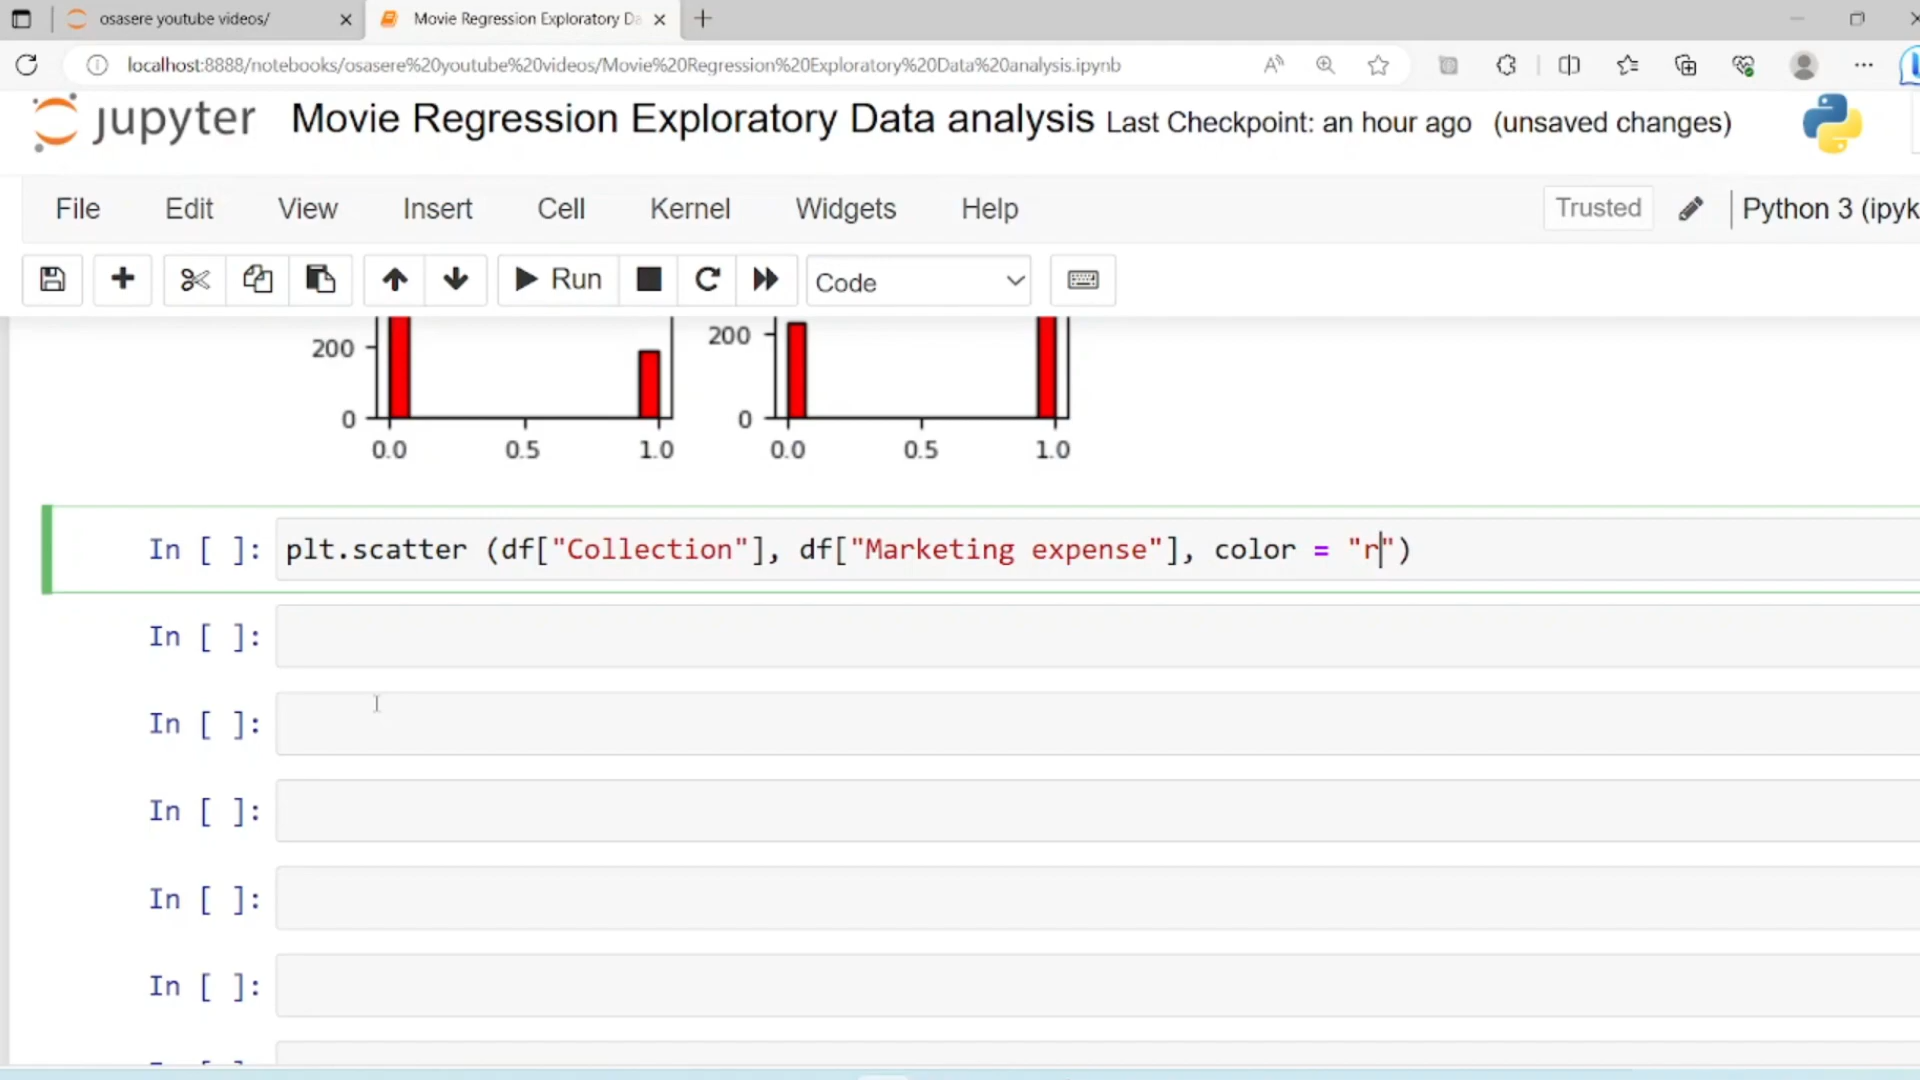 osasere youtube videos/
Movie Regression Exploratory Da
localhost:8888/notebooks/osasere%20youtube%20videos/Movie%20Regression%20Exploratory%20Data%20analysis.ipynb
jupyter Movie Regression Exploratory Data analysis Last Checkpoint: an hour ago (unsaved changes)
File Edit View Insert Cell Kernel Widgets Help Trusted Python 3 (ipyk
Run Code
200 200
0 0
0.0 0.5 1.0 0.0 0.5 1.0
In [ ]: plt.scatter (df["Collection"], df["Marketing expense"], color = "r")
In [ ]:
In [ ]:
In [ ]:
In [ ]:
In [ ]: